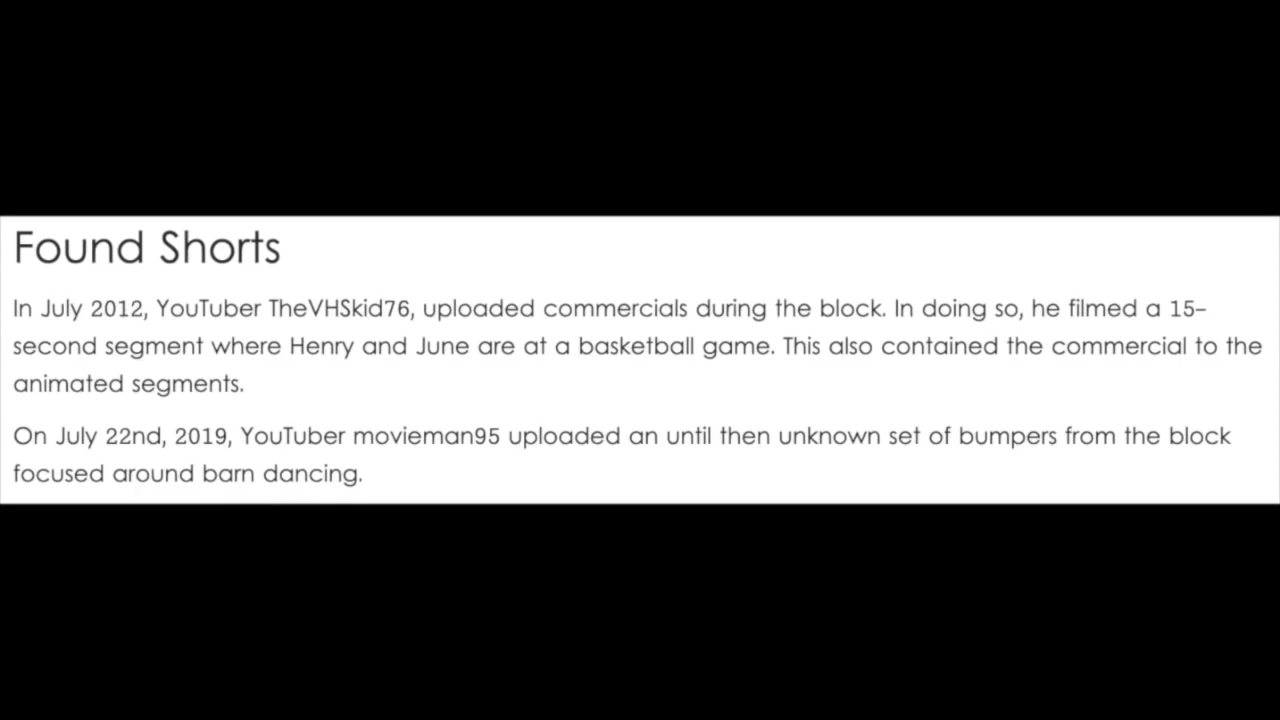 Found Shorts
In July 2012, YouTuber TheVHSkid76, uploaded commercials during the block. In doing so, he filmed a 15-
second segment where Henry and June are at a basketball game. This also contained the commercial to the
animated segments.
On July 22nd, 2019, YouTuber movieman95 uploaded an until then unknown set of bumpers from the block
focused around barn dancing.